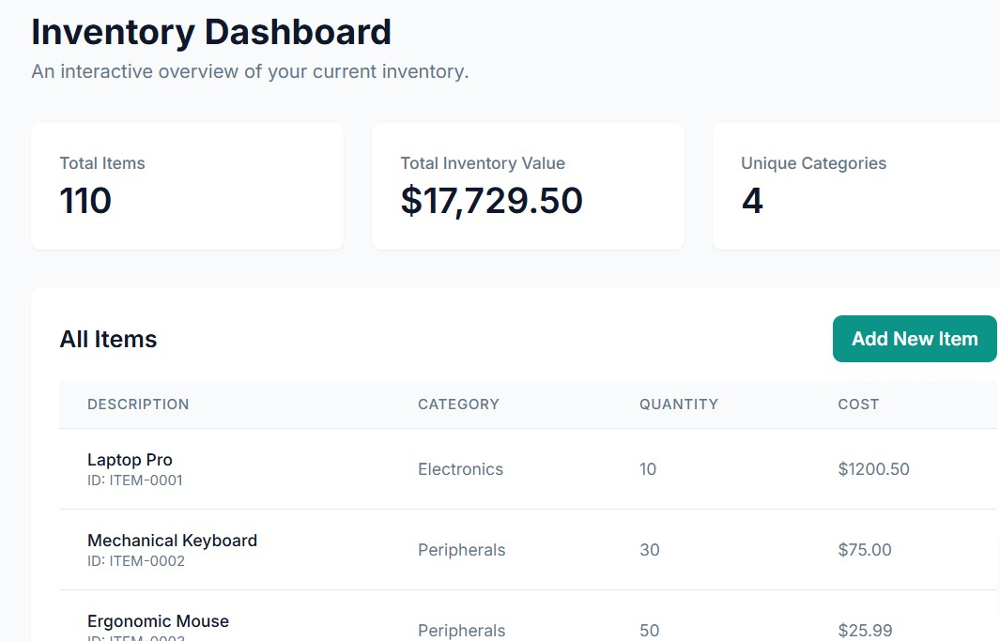 Inventory Dashboard
An interactive overview of your current inventory.
Total Items
110
Total Inventory Value
$17,729.50
Unique Categories
4
All Items
Add New Item
DESCRIPTION CATEGORY QUANTITY COST
Laptop Pro
ID: ITEM-0001
Electronics 10 $1200.50
Mechanical Keyboard
ID: ITEM-0002
Peripherals 30 $75.00
Ergonomic Mouse
ID: ITEM-0003
Peripherals 50 $25.99